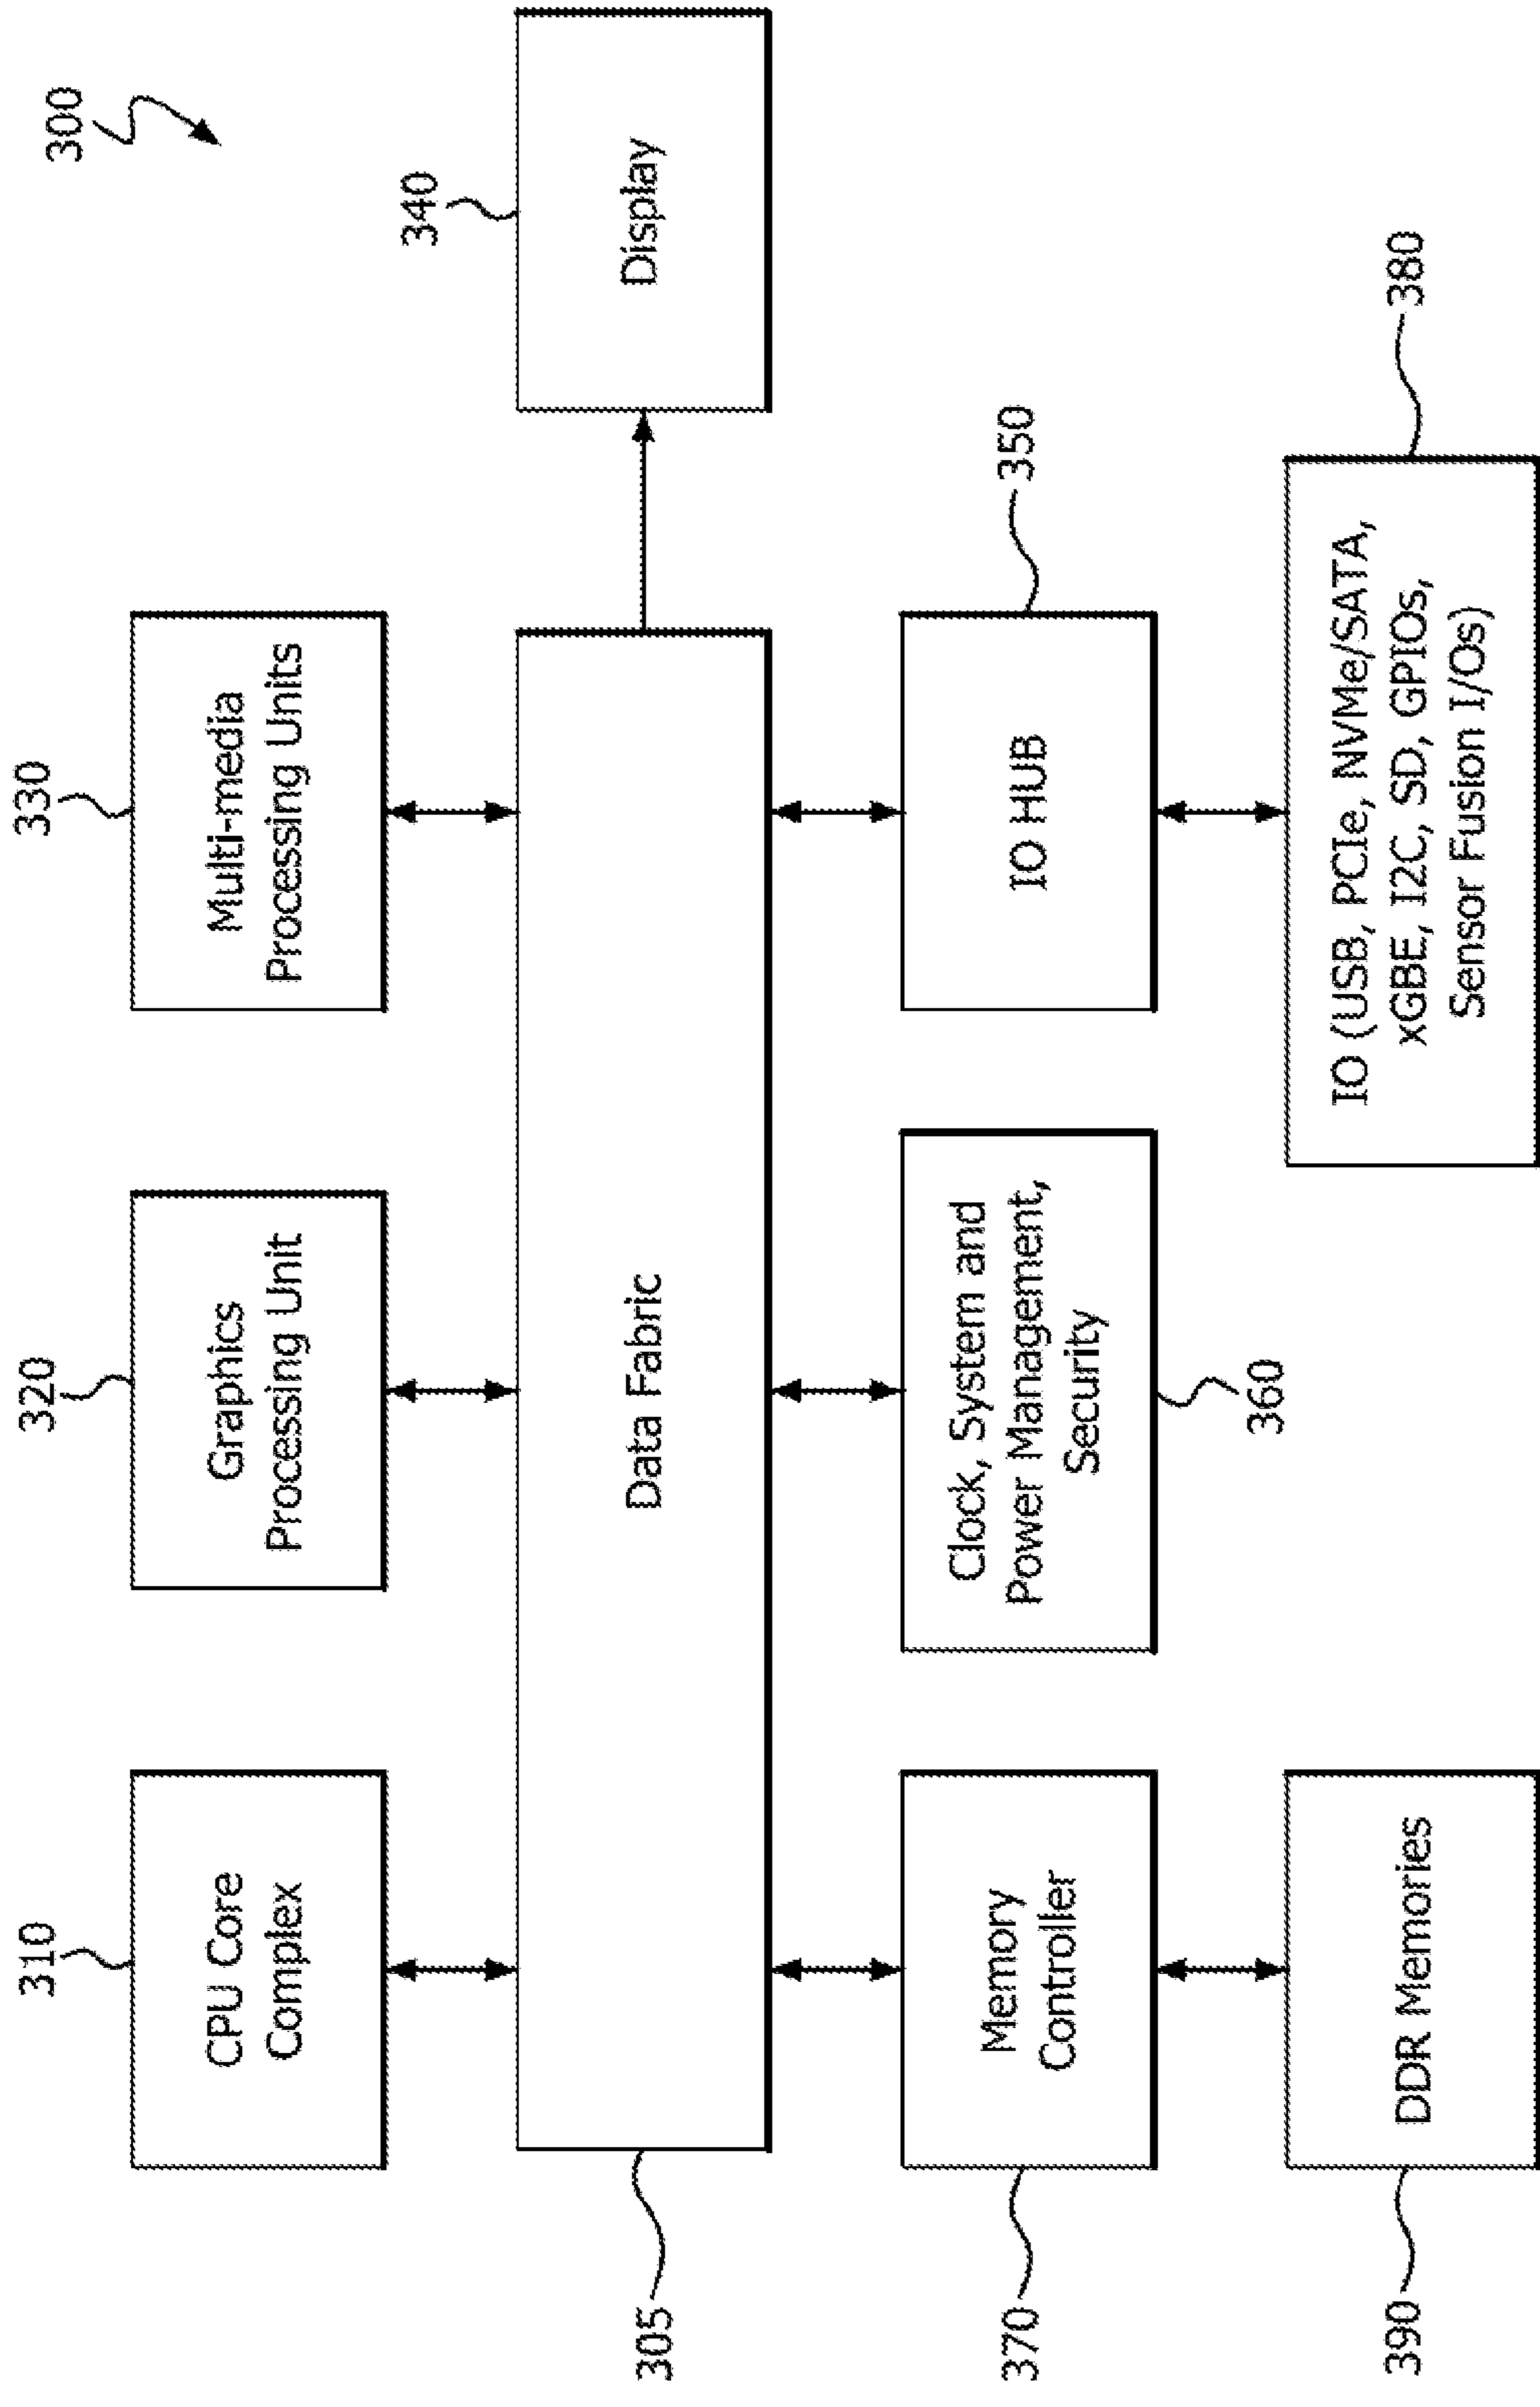 300
310
CPU Core
Complex
320
Graphics
Processing Unit
330
Multi-media
Processing Units
340
Display
Data Fabric
305
350
370
Memory
Controller
Clock, System and
Power Management,
Security
360
IO HUB
380
390
DDR Memories
IO (USB, PCIe, NVMe/SATA,
xGBE, I2C, SD, GPIOs,
Sensor Fusion I/Os)